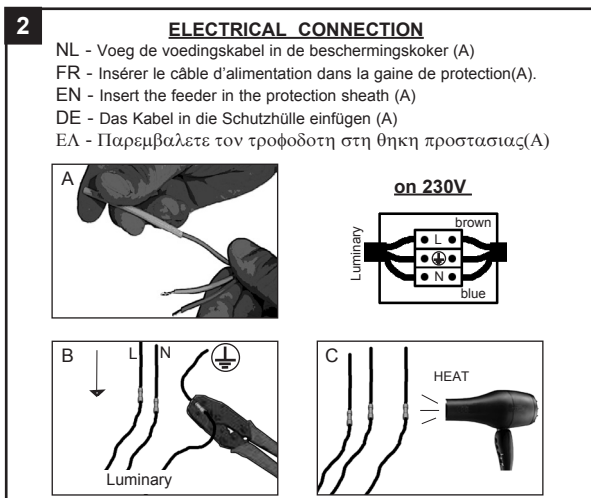 2
ELECTRICAL CONNECTION
NL - Voeg de voedingskabel in de beschermingskoker (A)
FR - Insérer le câble d'alimentation dans la gaine de protection(A).
EN - Insert the feeder in the protection sheath (A)
DE - Das Kabel in die Schutzhülle einfügen (A)
ΕΛ - Παρεμβαλετε τον τροφοδοτη στη θηκη προστασιας(A)
A
on 230V
brown
Luminary
L
N
blue
B
L N
Luminary
C
HEAT